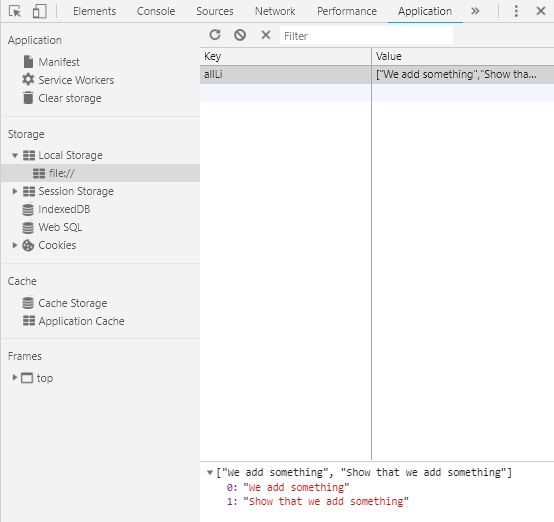 Elements Console Sources Network Performance Application »
Application
Manifest
Service Workers
Clear storage
Storage
Local Storage
file://
Session Storage
IndexedDB
Web SQL
Cookies
Cache
Cache Storage
Application Cache
Frames
top
Filter
Key Value
allLi ["We add something","Show tha...
["We add something", "Show that we add something"]
0: "We add something"
1: "Show that we add something"